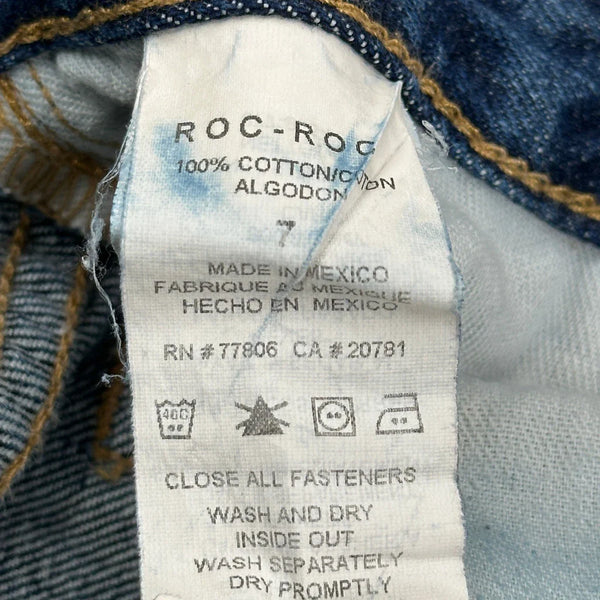 ROC-ROC
100% COTTON/COTON
ALGODON
7
MADE IN MEXICO
FABRIQUE AU MEXIQUE
HECHO EN MEXICO
RN # 77806 CA # 20781
40C
CLOSE ALL FASTENERS
WASH AND DRY
INSIDE OUT
WASH SEPARATELY
DRY PROMPTLY